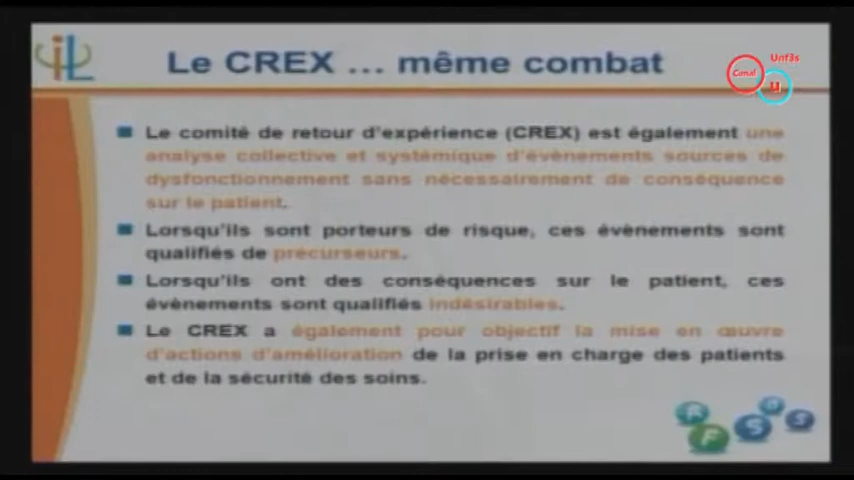 Le CREX ... même combat
Unf3s
Canal
U
Le comité de retour d'expérience (CREX) est également une
analyse collective et systémique d'évènements sources de
dysfonctionnement sans nécessairement de conséquence
sur le patient.
Lorsqu'ils sont porteurs de risque, ces évènements sont
qualifiés de précurseurs.
Lorsqu'ils ont des conséquences sur le patient, ces
évènements sont qualifiés indésirables.
Le CREX a également pour objectif la mise en œuvre
d'actions d'amélioration de la prise en charge des patients
et de la sécurité des soins.
R F S S